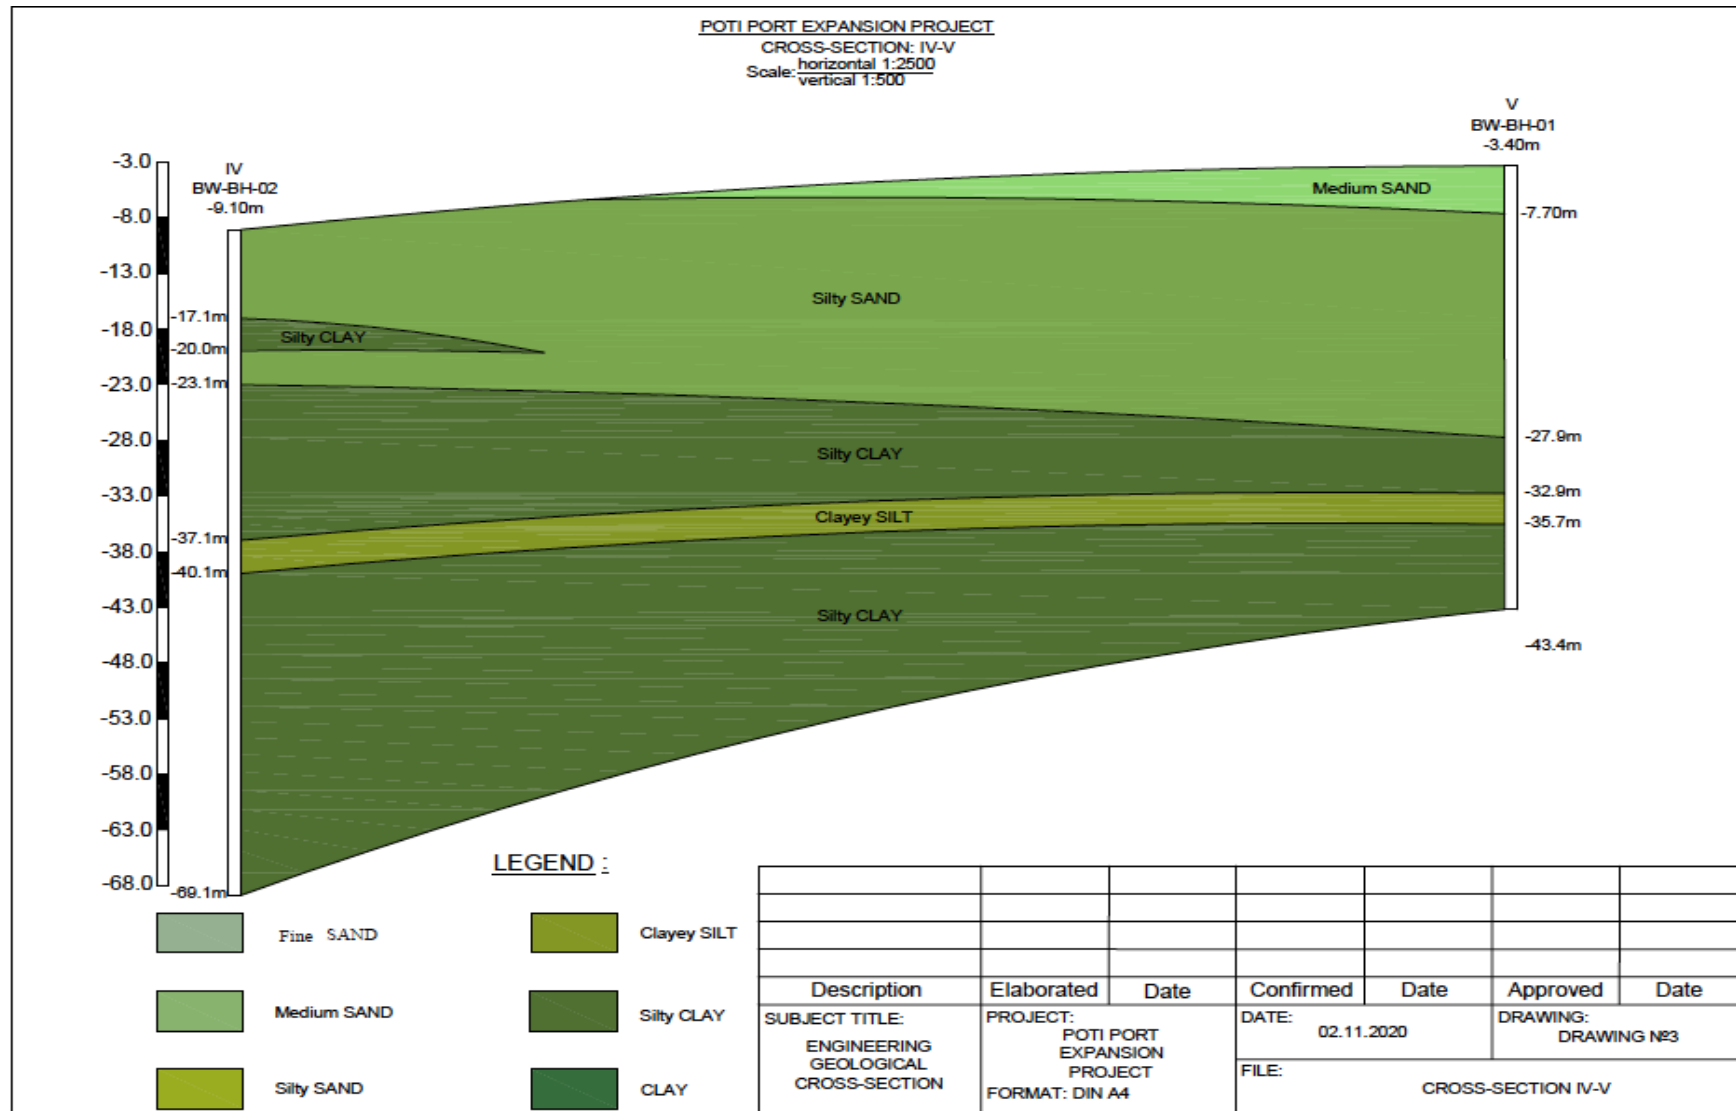 POTI PORT EXPANSION PROJECT
CROSS-SECTION: IV-V
Scale: horizontal 1:2500
vertical 1:500
V
BW-BH-01
-3.40m
IV
BW-BH-02
-9.10m
-3.0
-8.0
-13.0
-18.0
-23.0
-28.0
-33.0
-38.0
-43.0
-48.0
-53.0
-58.0
-63.0
-68.0
-17.1m
-20.0m
-23.1m
-37.1m
-40.1m
-69.1m
Medium SAND
Silty SAND
Silty CLAY
Silty CLAY
Clayey SILT
Silty CLAY
-7.70m
-27.9m
-32.9m
-35.7m
-43.4m
LEGEND :
Fine SAND
Medium SAND
Silty SAND
Clayey SILT
Silty CLAY
CLAY
Description Elaborated Date Confirmed Date Approved Date
SUBJECT TITLE:
ENGINEERING
GEOLOGICAL
CROSS-SECTION
PROJECT:
POTI PORT
EXPANSION
PROJECT
FORMAT: DIN A4
DATE:
02.11.2020
DRAWING:
DRAWING №3
FILE:
CROSS-SECTION IV-V